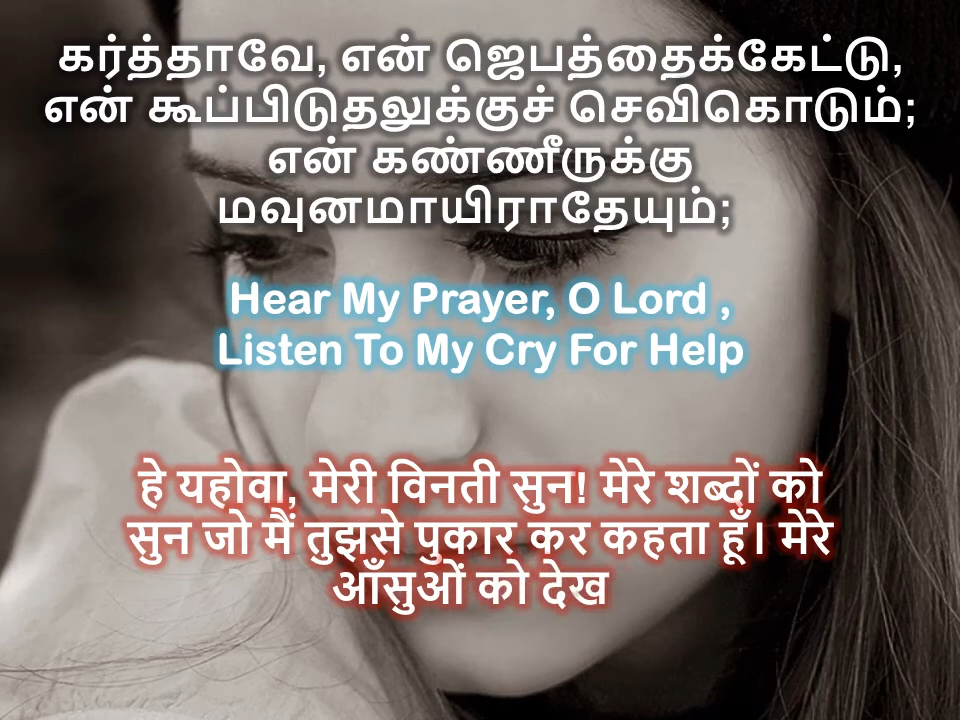 கர்த்தாவே, என் ஜெபத்தைக்கேட்டு,
என் கூப்பிடுதலுக்குச் செவிகொடும்;
என் கண்ணீருக்கு
மவுனமாயிராதேயும்;
Hear My Prayer, O Lord ,
Listen To My Cry For Help
हे यहोवा, मेरी विनती सुन! मेरे शब्दों को
सुन जो मैं तुझसे पुकार कर कहता हूँ। मेरे
आँसुओं को देख